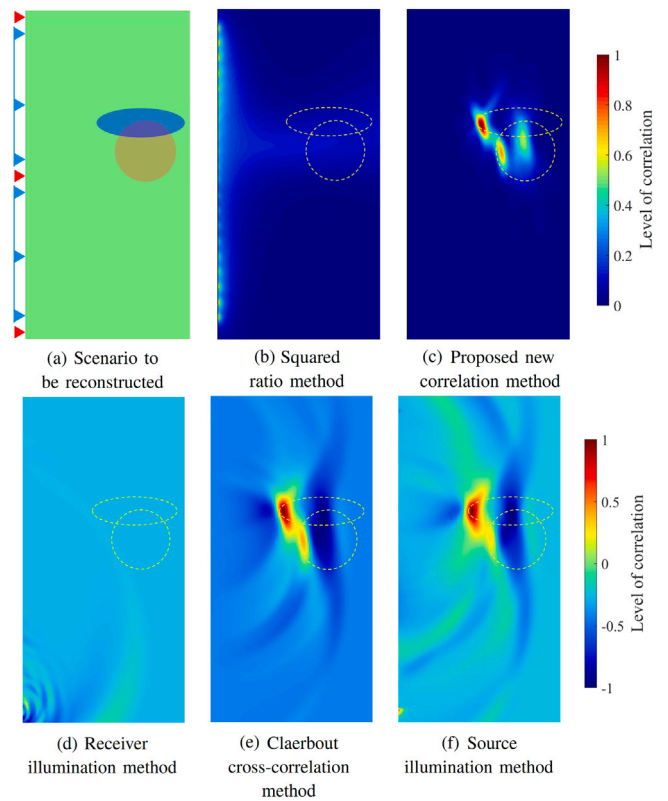 1
0.8
0.6
0.4
0.2
0
Level of correlation
(a) Scenario to
be reconstructed
(b) Squared
ratio method
(c) Proposed new
correlation method
1
0.5
0
-0.5
-1
Level of correlation
(d) Receiver
illumination method
(e) Claerbout
cross-correlation
method
(f) Source
illumination method